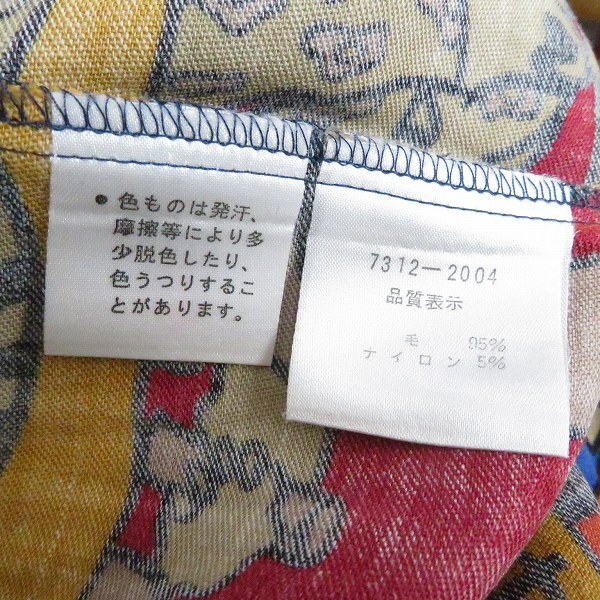 ● 色ものは発汗、
摩擦等により多
少脱色したり、
色うつりするこ
とがあります。
7312-2004
品質表示
毛 95%
ナイロン 5%